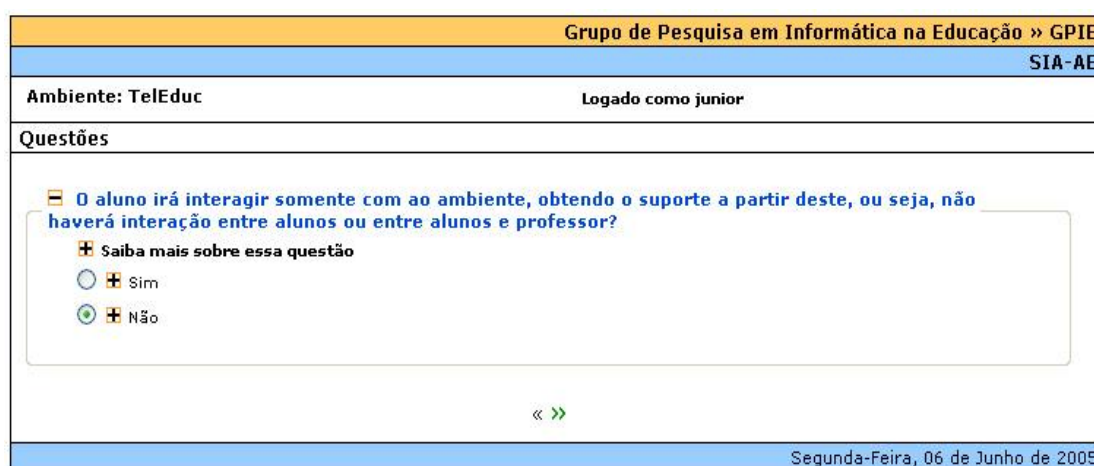 Grupo de Pesquisa em Informática na Educação » GPIE
SIA-AE
Ambiente: TelEduc
Logado como junior
Questões
O aluno irá interagir somente com ao ambiente, obtendo o suporte a partir deste, ou seja, não
haverá interação entre alunos ou entre alunos e professor?
Saiba mais sobre essa questão
Sim
Não
« »
Segunda-Feira, 06 de Junho de 2005